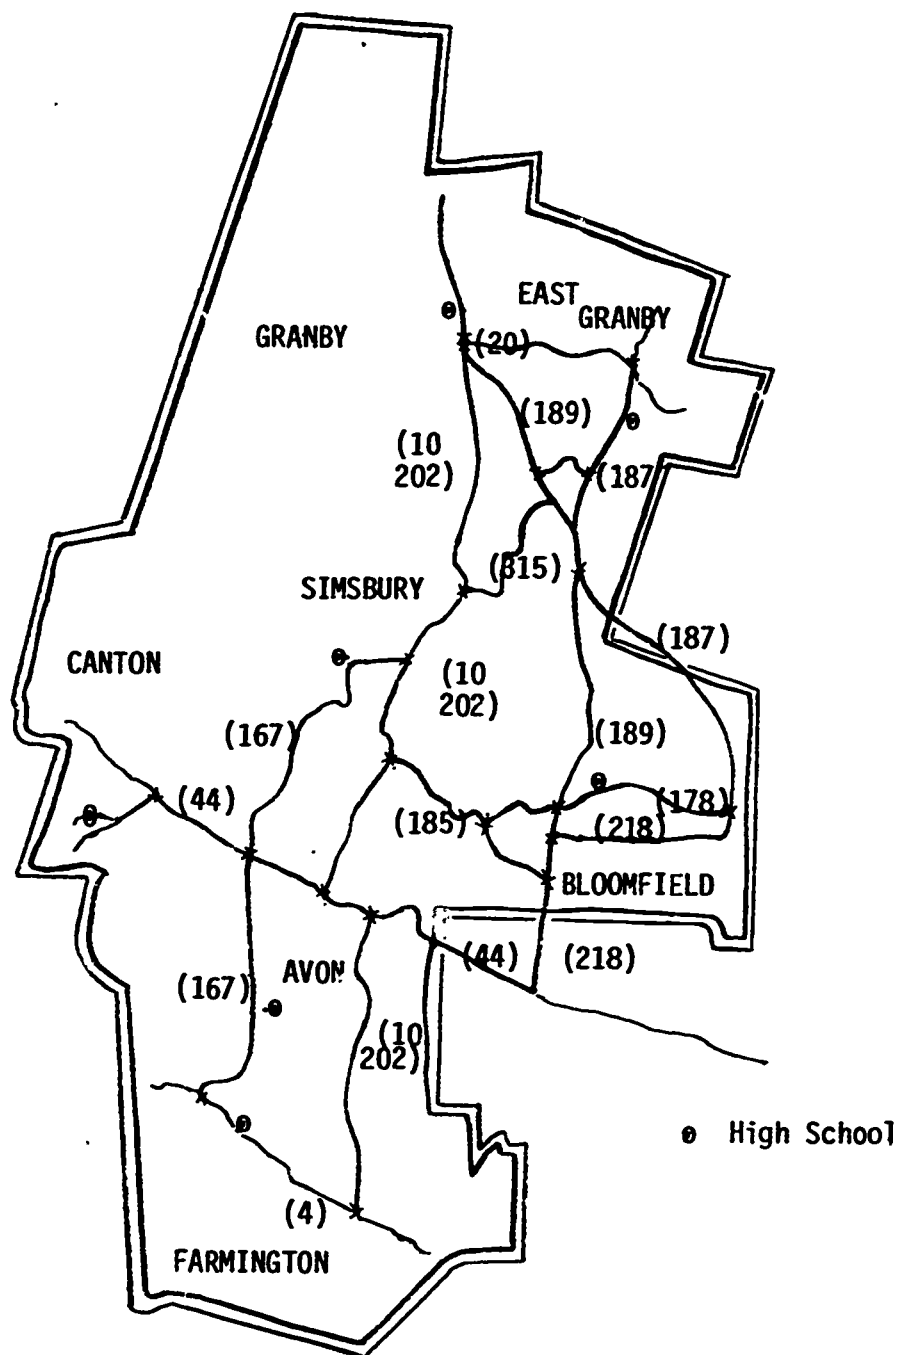 EAST
GRANBY
GRANBY
(20)
(189)
(10
202)
(187
(315)
SIMSBURY
(187)
CANTON
(10
202)
(167)
(189)
(44)
(178)
(185)
(218)
BLOOMFIELD
(44)
(218)
AVON
(167)
(10
202)
θ High School
(4)
FARMINGTON